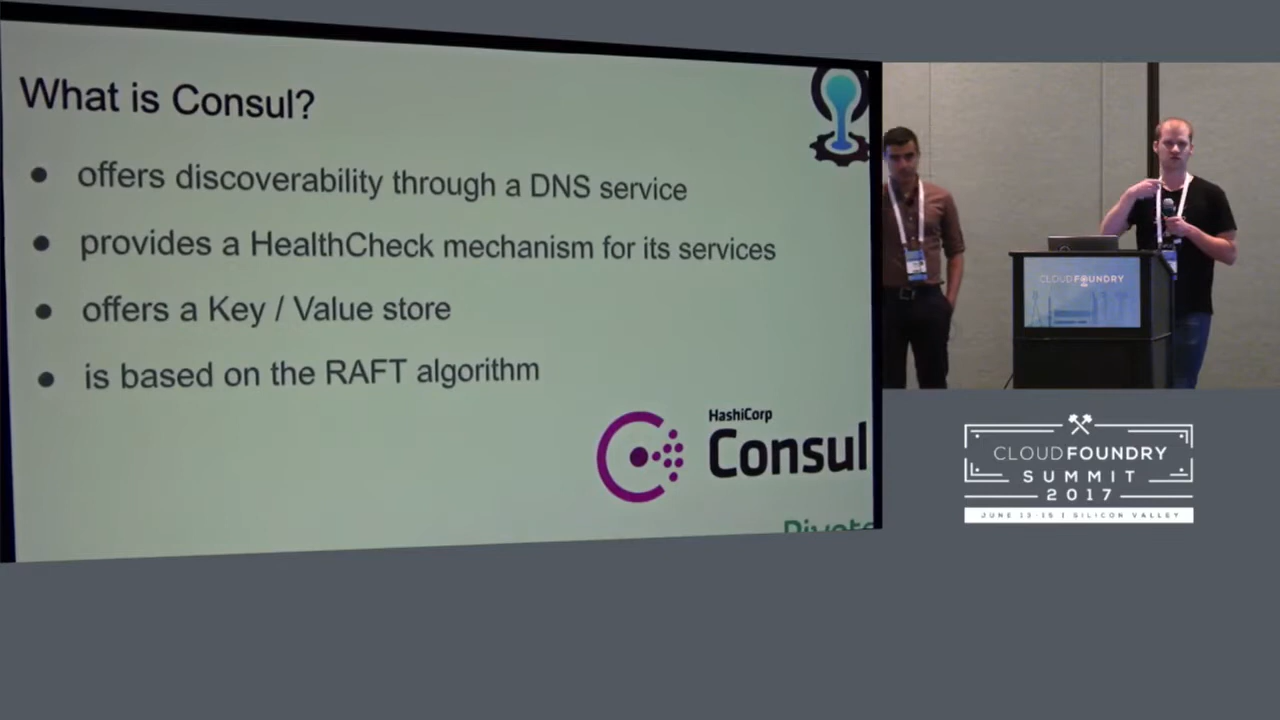 What is Consul?
● offers discoverability through a DNS service
● provides a HealthCheck mechanism for its services
● offers a Key / Value store
● is based on the RAFT algorithm
HashiCorp
Consul
CLOUDFOUNDRY
CLOUDFOUNDRY
SUMMIT
2017
JUNE 13-15 | SILICON VALLEY